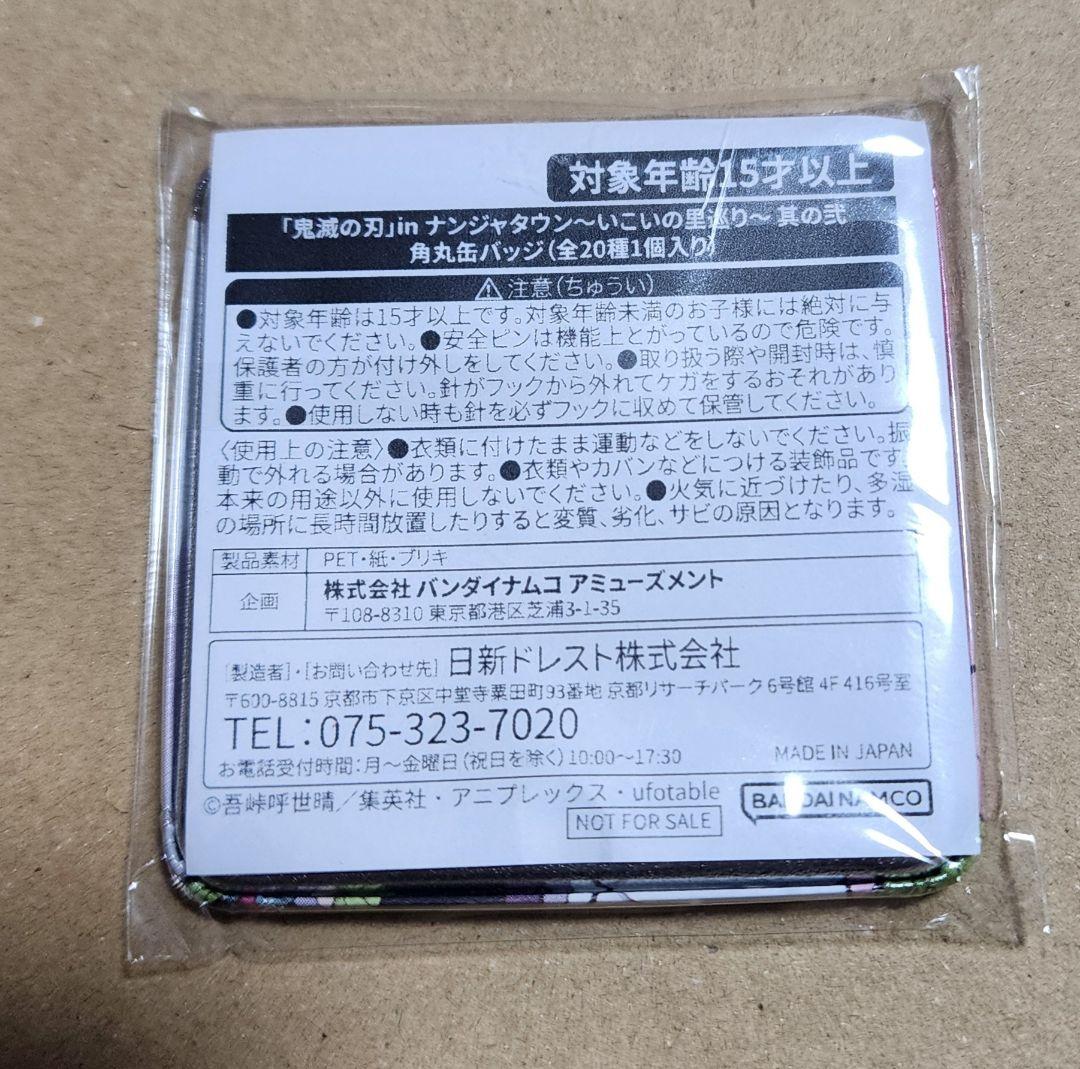 対象年齢15才以上
「鬼滅の刃」in ナンジャタウン～いこいの里巡り～ 其の弐
角丸缶バッジ(全20種1個入り)
⚠注意(ちゅうい)
●対象年齢は15才以上です。対象年齢未満のお子様には絶対に与
えないでください。●安全ピンは機能上とがっているので危険です。
保護者の方が付け外しをしてください。●取り扱う際や開封時は、慎
重に行ってください。針がフックから外れてケガをするおそれがあり
ます。●使用しない時も針を必ずフックに収めて保管してください。
〈使用上の注意〉●衣類に付けたまま運動などをしないでください。振
動で外れる場合があります。●衣類やカバンなどにつける装飾品です。
本来の用途以外に使用しないでください。●火気に近づけたり、多湿
の場所に長時間放置したりすると変質、劣化、サビの原因となります。
製品素材 PET・紙・ブリキ
企画 株式会社 バンダイナムコ アミューズメント
〒108-8310 東京都港区芝浦3-1-35
[製造者]・[お問い合わせ先] 日新ドレスト株式会社
〒600-8815 京都市下京区中堂寺粟田町93番地 京都リサーチパーク6号館 4F 416号室
TEL：075-323-7020
お電話受付時間：月～金曜日(祝日を除く)10:00～17:30
MADE IN JAPAN
©吾峠呼世晴／集英社・アニプレックス・ufotable
BANDAI NAMCO
NOT FOR SALE